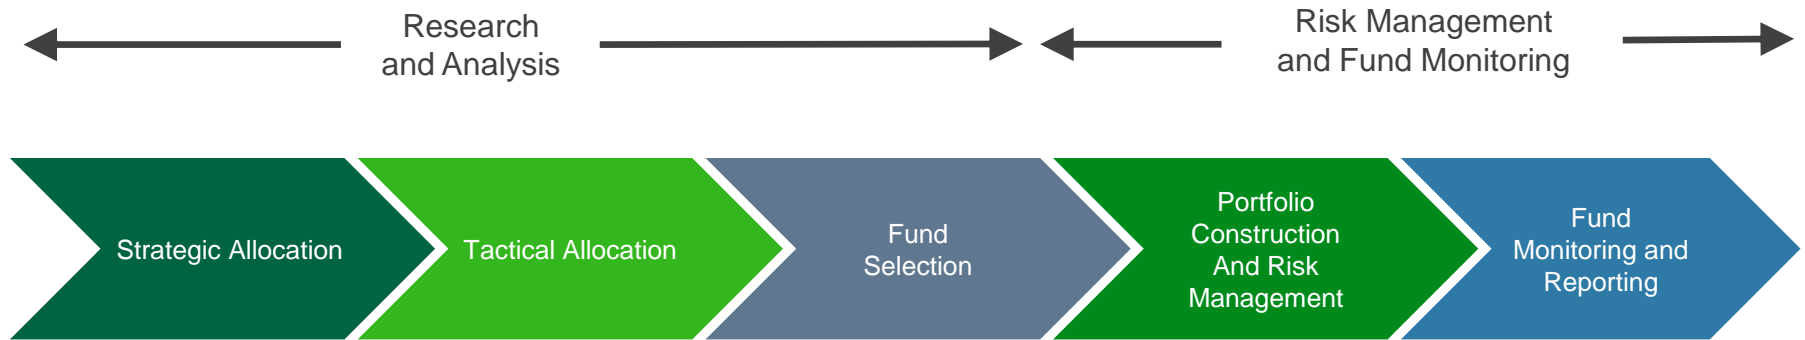 Research
and Analysis
Risk Management
and Fund Monitoring
Strategic Allocation
Tactical Allocation
Fund
Selection
Portfolio
Construction
And Risk
Management
Fund
Monitoring and
Reporting